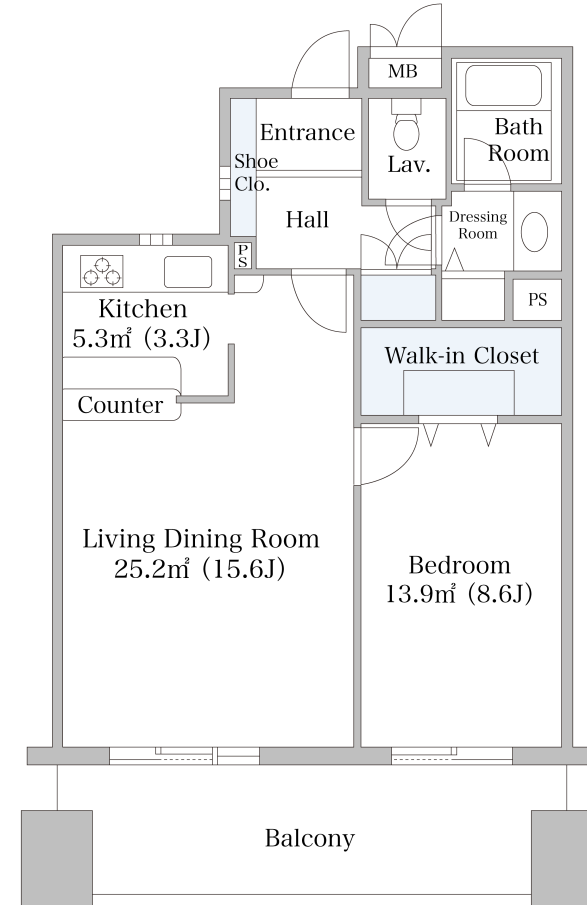 MB
Entrance
Bath
Room
Shoe
Clo.
Lav.
Hall
Dressing
Room
P
S
Kitchen
5.3㎡ (3.3J)
PS
Walk-in Closet
Counter
Living Dining Room
25.2㎡ (15.6J)
Bedroom
13.9㎡ (8.6J)
Balcony